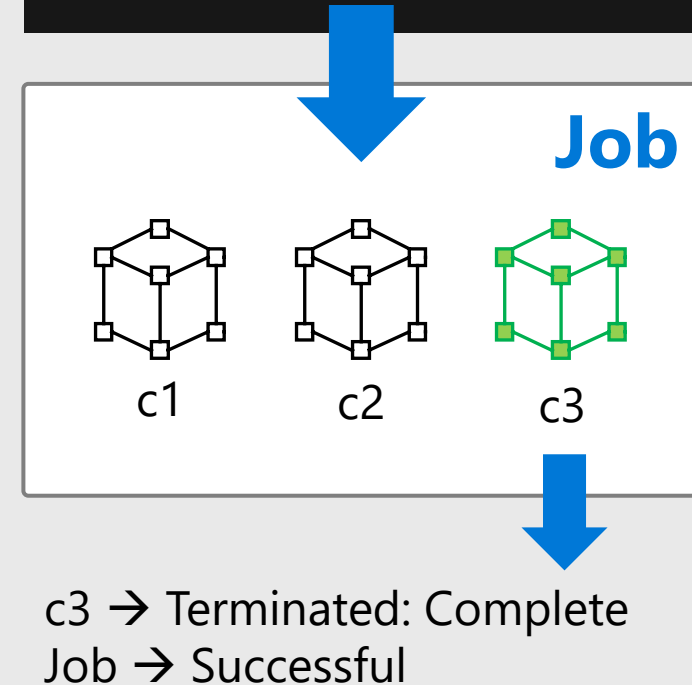 Job
c1 c2 c3
c3 → Terminated: Complete
Job → Successful